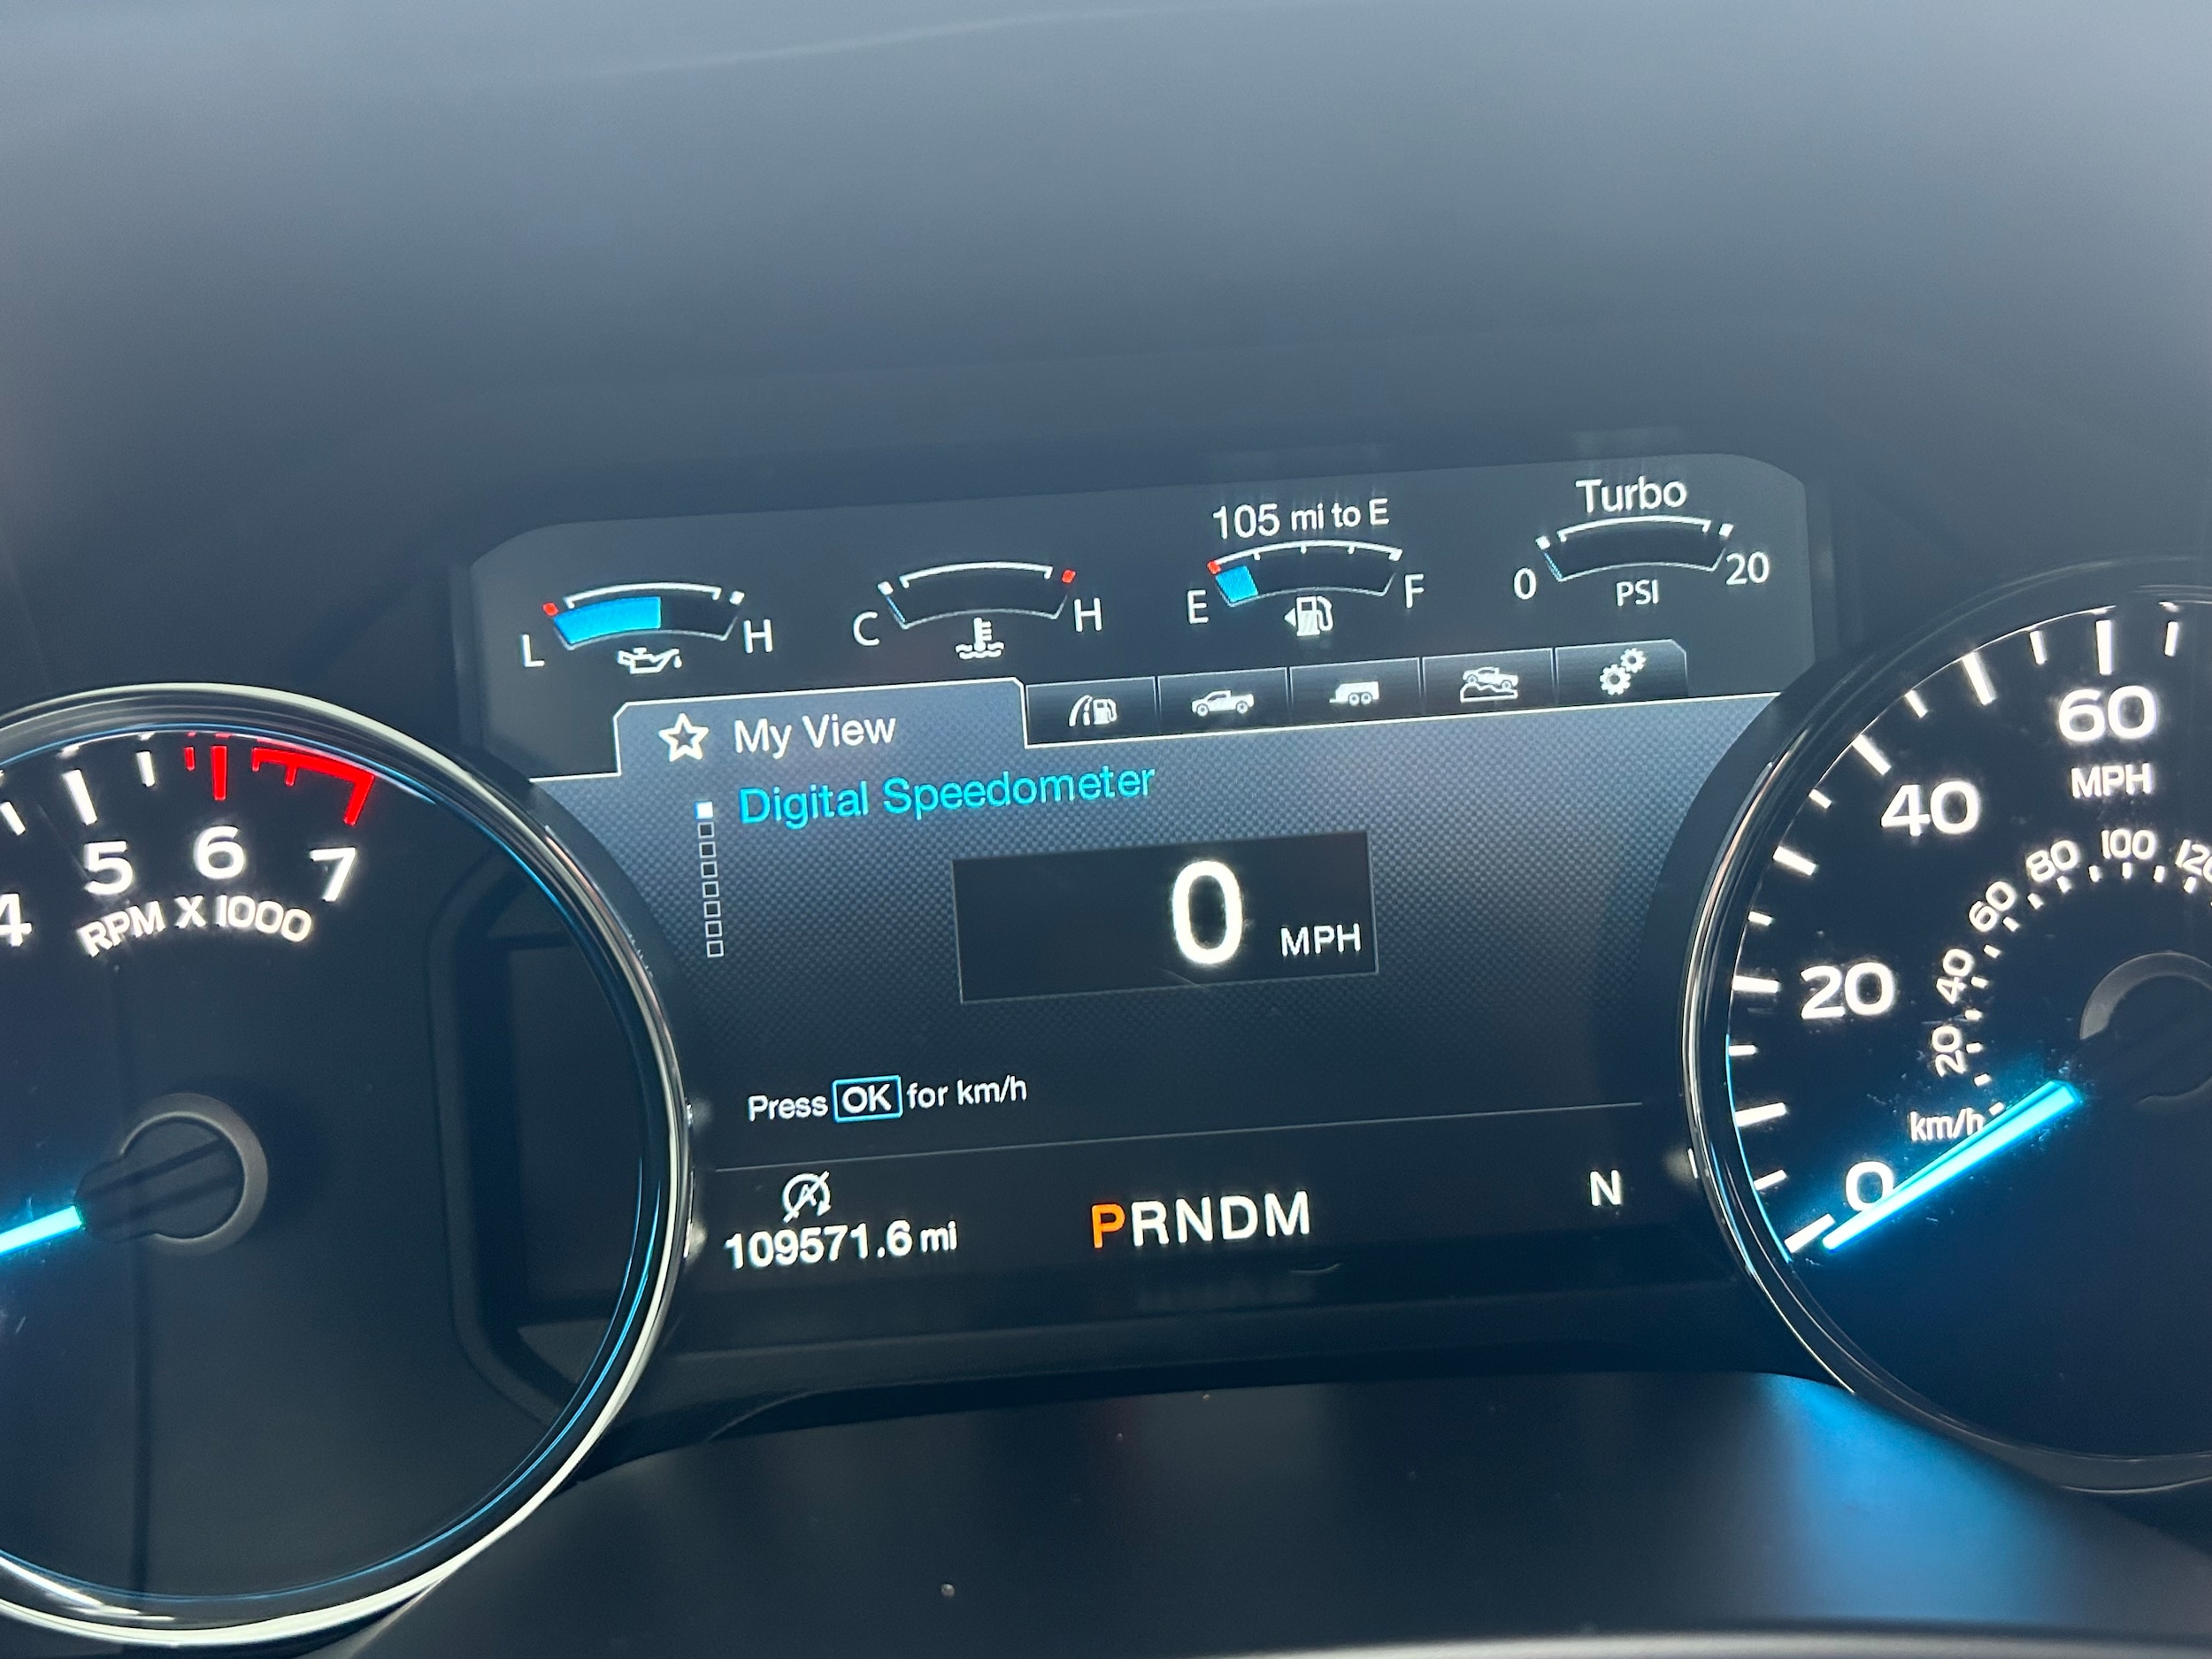 105 mi to E
Turbo
L H
C H
E F
0 20
PSI
My View
Digital Speedometer
0 MPH
Press OK for km/h
109571.6 mi
PRNDM
N
4 5 6 7
RPM X 1000
0 20 40 60
MPH
20 40 60 80 100 120
km/h